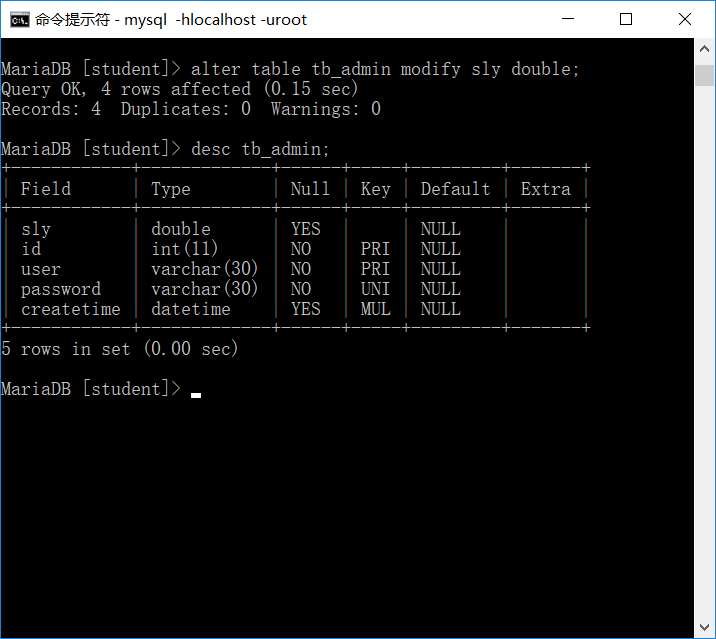 命令提示符 - mysql  -hlocalhost -uroot
MariaDB [student]> alter table tb_admin modify sly double;
Query OK, 4 rows affected (0.15 sec)
Records: 4  Duplicates: 0  Warnings: 0
MariaDB [student]> desc tb_admin;
+------------+-------------+------+-----+---------+-------+
| Field      | Type        | Null | Key | Default | Extra |
+------------+-------------+------+-----+---------+-------+
| sly        | double      | YES  |     | NULL    |       |
| id         | int(11)     | NO   | PRI | NULL    |       |
| user       | varchar(30) | NO   | PRI | NULL    |       |
| password   | varchar(30) | NO   | UNI | NULL    |       |
| createtime | datetime    | YES  | MUL | NULL    |       |
+------------+-------------+------+-----+---------+-------+
5 rows in set (0.00 sec)
MariaDB [student]>